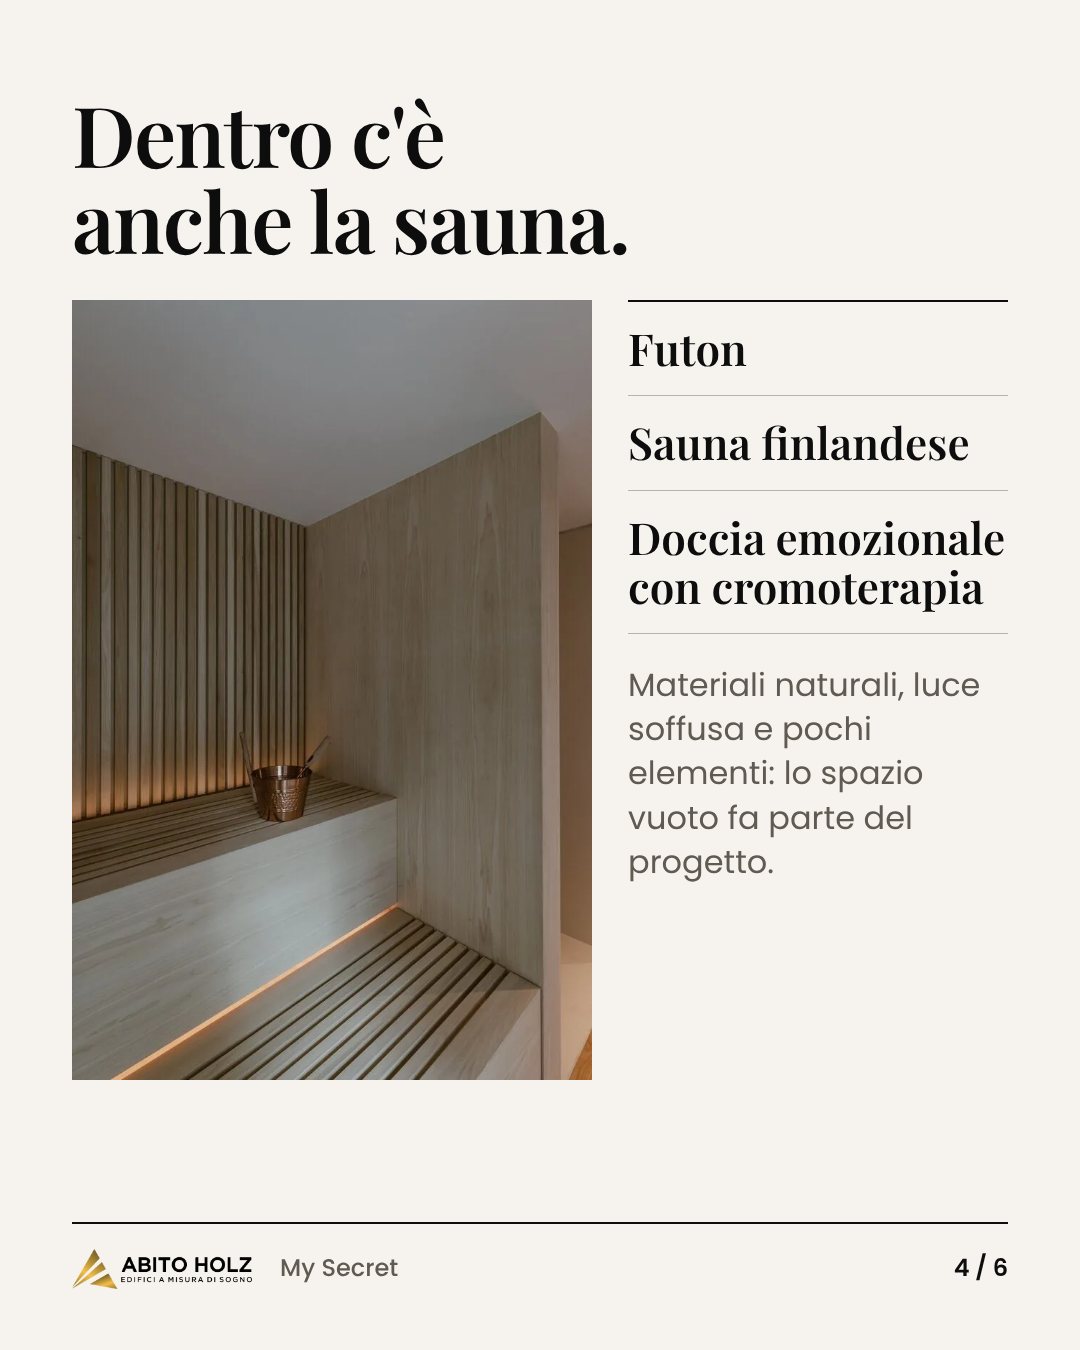 Dentro c'è
anche la sauna.
Futon
Sauna finlandese
Doccia emozionale
con cromoterapia
Materiali naturali, luce
soffusa e pochi
elementi: lo spazio
vuoto fa parte del
progetto.
ABITO HOLZ
EDIFICI A MISURA DI SOGNO
My Secret
4 / 6